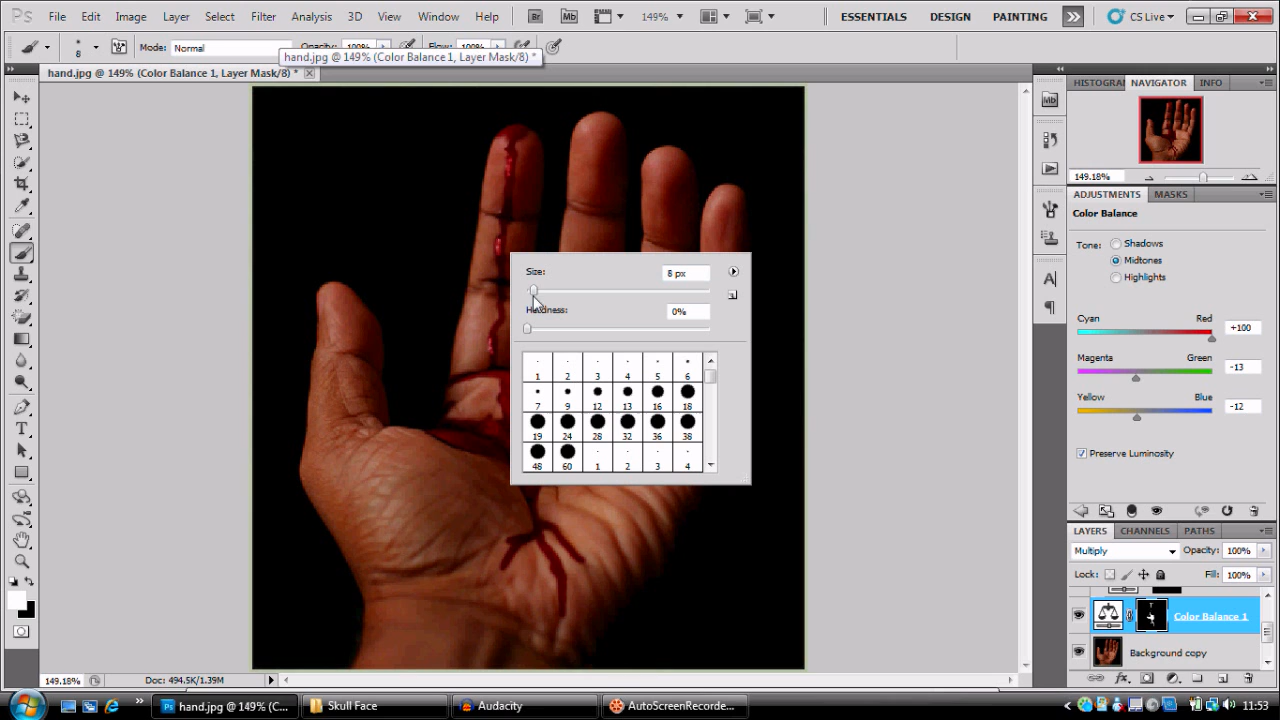 Ps File Edit Image Layer Select Filter Analysis 3D View Window Help Br Mb 149% ESSENTIALS DESIGN PAINTING CS Live
8 Mode: Normal Opacity: 100% Flow: 100%
hand.jpg @ 149% (Color Balance 1, Layer Mask/8) *
hand.jpg @ 149% (Color Balance 1, Layer Mask/8) *
Size: 8 px
Hardness: 0%
1 2 3 4 5 6
7 9 12 13 16 18
19 24 28 32 36 38
48 60 1 2 3 4
Mb
HISTOGRAM NAVIGATOR INFO
149.18%
ADJUSTMENTS MASKS
Color Balance
Tone: Shadows
Midtones
Highlights
Cyan Red +100
Magenta Green -13
Yellow Blue -12
Preserve Luminosity
LAYERS CHANNELS PATHS
Multiply Opacity: 100%
Lock: Fill: 100%
Color Balance 1
Background copy
149.18% Doc: 494.5K/1.39M
hand.jpg @ 149% (C... Skull Face Audacity AutoScreenRecorde... 11:53